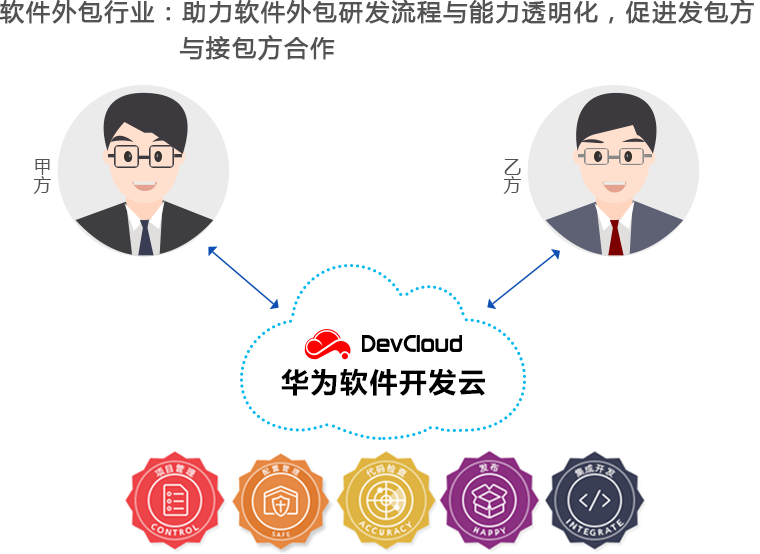 软件外包行业：助力软件外包研发流程与能力透明化，促进发包方
与接包方合作
甲方
乙方
DevCloud
华为软件开发云
项目管理
CONTROL
配置管理
SAFE
代码检查
ACCURACY
发布
HAPPY
集成开发
INTEGRATE